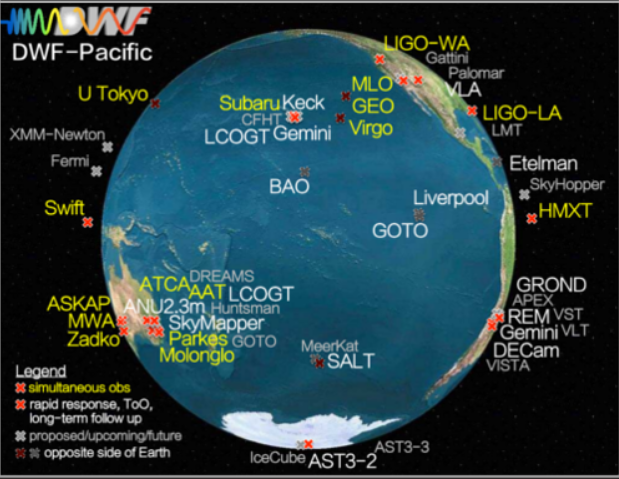 DWF
DWF-Pacific
LIGO-WA
Gattini
Palomar
VLA
MLO
GEO
Virgo
U Tokyo
Subaru Keck
CFHT
LCOGT Gemini
LIGO-LA
LMT
XMM-Newton
Fermi
Etelman
SkyHopper
BAO
Liverpool
GOTO
Swift
HMXT
DREAMS
ATCA AAT LCOGT
ANU2.3m Huntsman
ASKAP
MWA
SkyMapper
Zadko
Parkes GOTO
Molonglo
GROND
APEX
REM VST
Gemini VLT
DECam
VISTA
MeerKat
SALT
Legend
simultaneous obs
rapid response, ToO,
long-term follow up
proposed/upcoming/future
opposite side of Earth
IceCube AST3-2
AST3-3